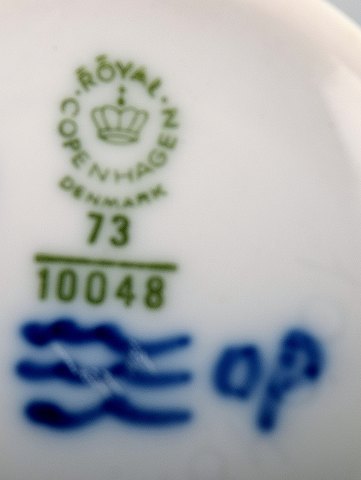 ROYAL
COPENHAGEN
DENMARK
73
10048
OP